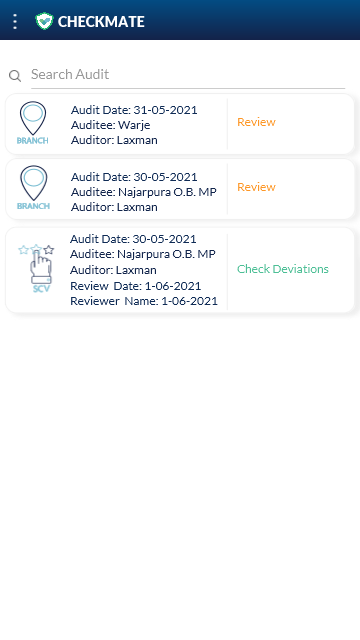 CHECKMATE
Search Audit
Audit Date: 31-05-2021
Auditee: Warje
Auditor: Laxman
BRANCH
Review
Audit Date: 30-05-2021
Auditee: Najarpura O.B. MP
Auditor: Laxman
BRANCH
Review
Audit Date: 30-05-2021
Auditee: Najarpura O.B. MP
Auditor: Laxman
Review Date: 1-06-2021
Reviewer Name: 1-06-2021
SCV
Check Deviations